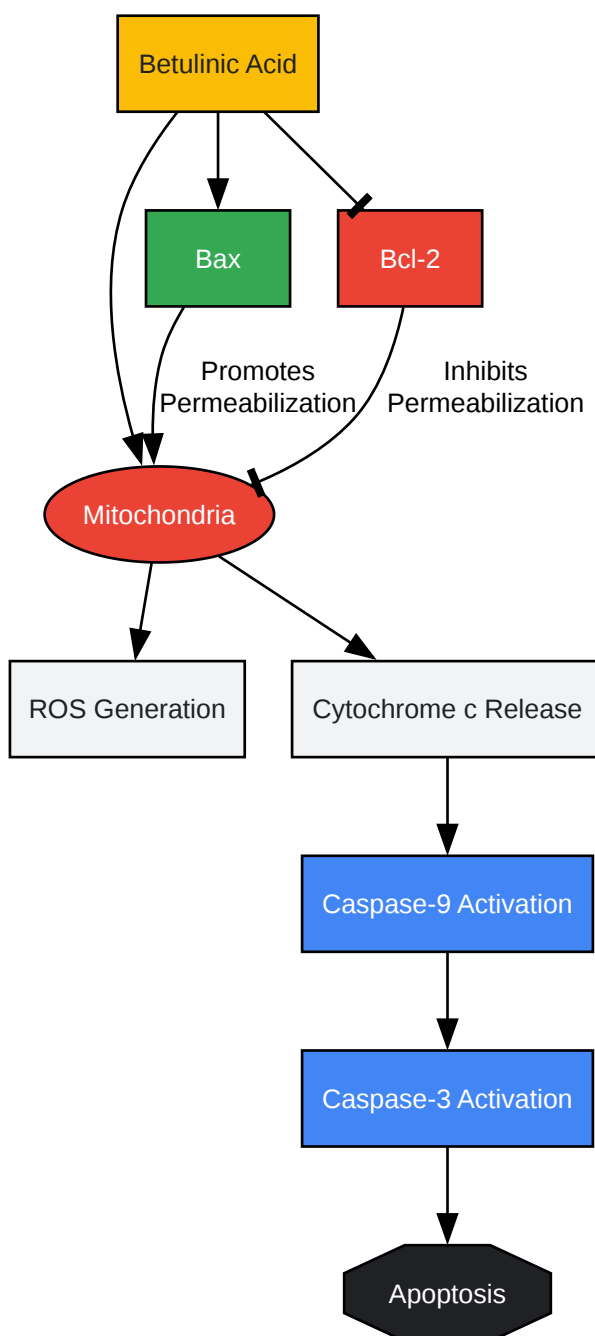 Betulinic Acid
Bax
Bcl-2
Promotes
Permeabilization
Inhibits
Permeabilization
Mitochondria
ROS Generation
Cytochrome c Release
Caspase-9 Activation
Caspase-3 Activation
Apoptosis